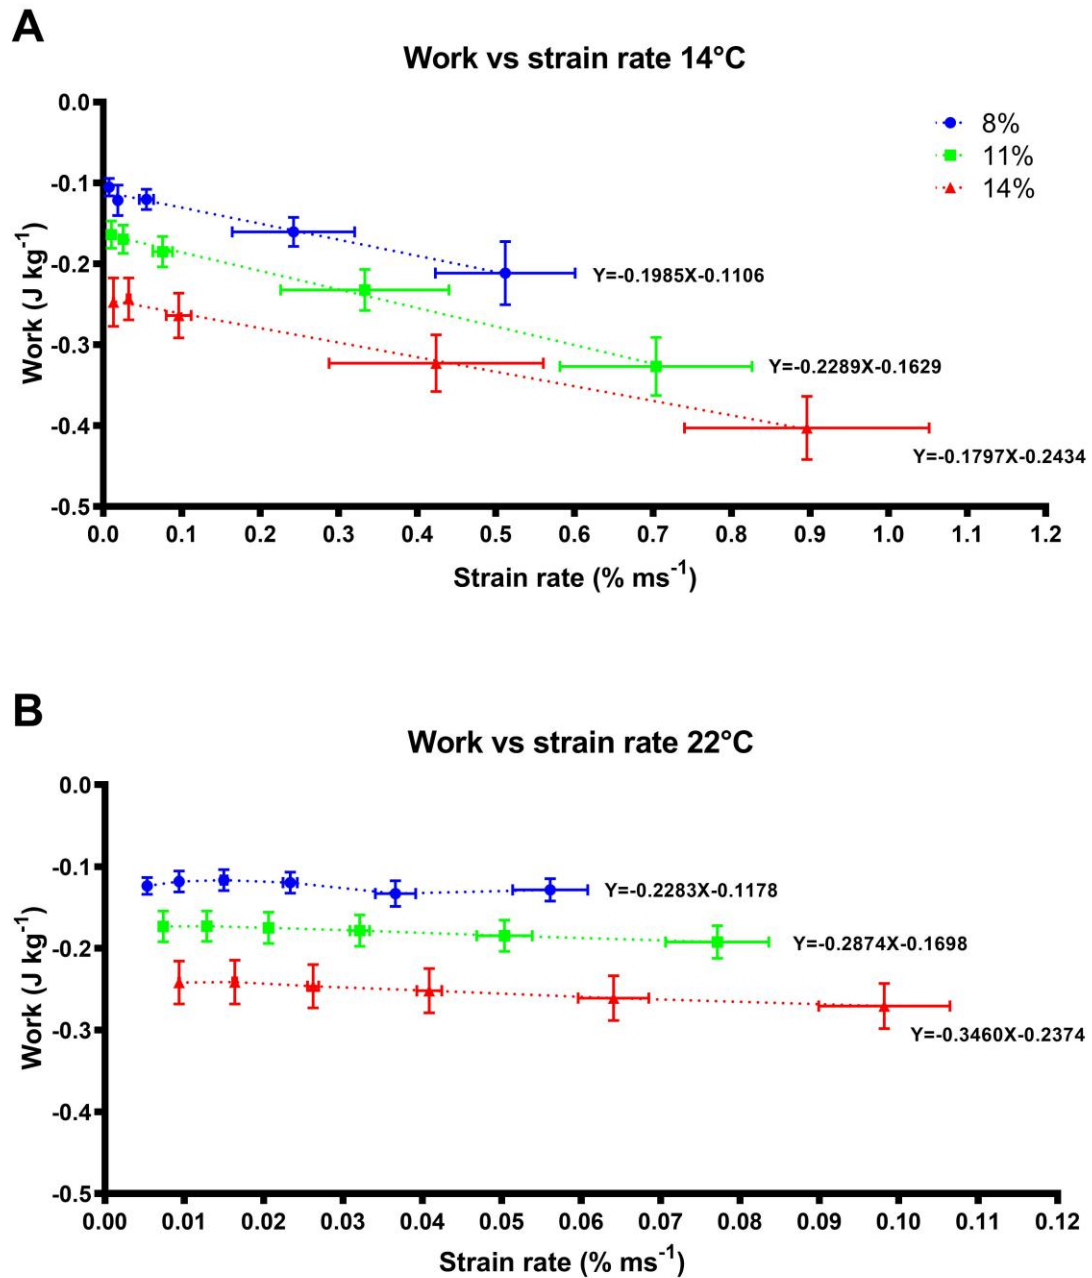 A
Work vs strain rate 14°C
0.0
-0.1
-0.2
-0.3
-0.4
-0.5
Work (J kg⁻¹)
8%
11%
14%
Y=-0.1985X-0.1106
Y=-0.2289X-0.1629
Y=-0.1797X-0.2434
0.0 0.1 0.2 0.3 0.4 0.5 0.6 0.7 0.8 0.9 1.0 1.1 1.2
Strain rate (% ms⁻¹)
B
Work vs strain rate 22°C
0.0
-0.1
-0.2
-0.3
-0.4
-0.5
Work (J kg⁻¹)
Y=-0.2283X-0.1178
Y=-0.2874X-0.1698
Y=-0.3460X-0.2374
0.00 0.01 0.02 0.03 0.04 0.05 0.06 0.07 0.08 0.09 0.10 0.11 0.12
Strain rate (% ms⁻¹)